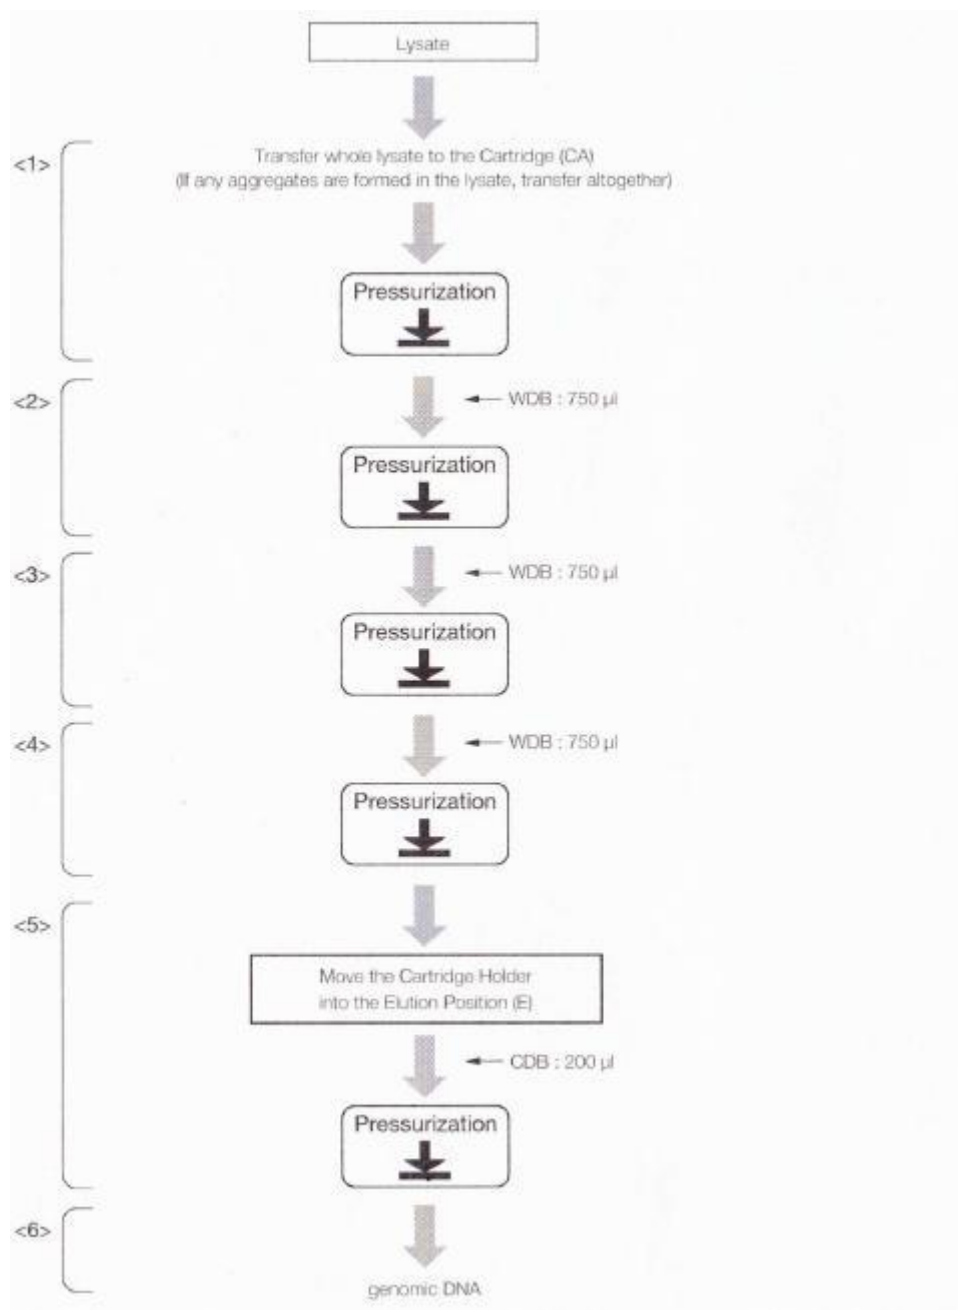 Lysate
<1>
Transfer whole lysate to the Cartridge (CA)
(If any aggregates are formed in the lysate, transfer altogether)
Pressurization
<2>
WDB : 750 µl
Pressurization
<3>
WDB : 750 µl
Pressurization
<4>
WDB : 750 µl
Pressurization
<5>
Move the Cartridge Holder
into the Elution Position (E)
CDB : 200 µl
Pressurization
<6>
genomic DNA